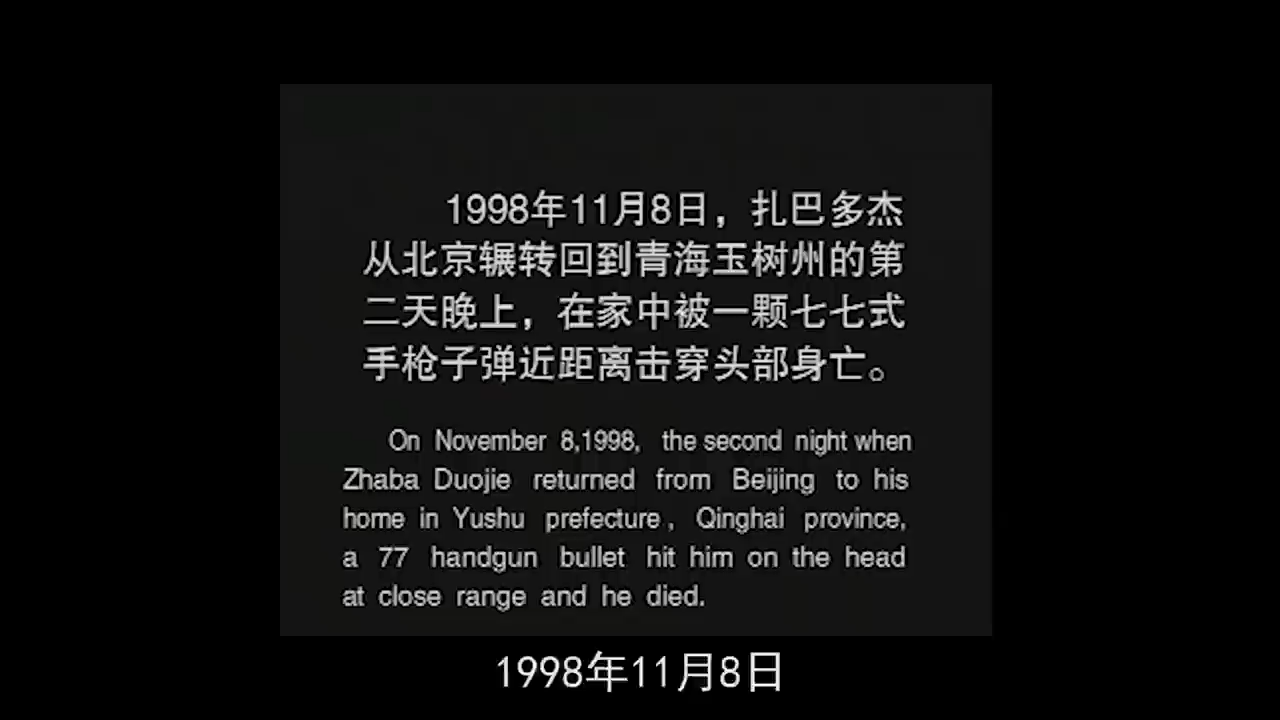 1998年11月8日，扎巴多杰
从北京辗转回到青海玉树州的第
二天晚上，在家中被一颗七七式
手枪子弹近距离击穿头部身亡。
On November 8,1998, the second night when
Zhaba Duojie returned from Beijing to his
home in Yushu prefecture, Qinghai province,
a 77 handgun bullet hit him on the head
at close range and he died.
1998年11月8日